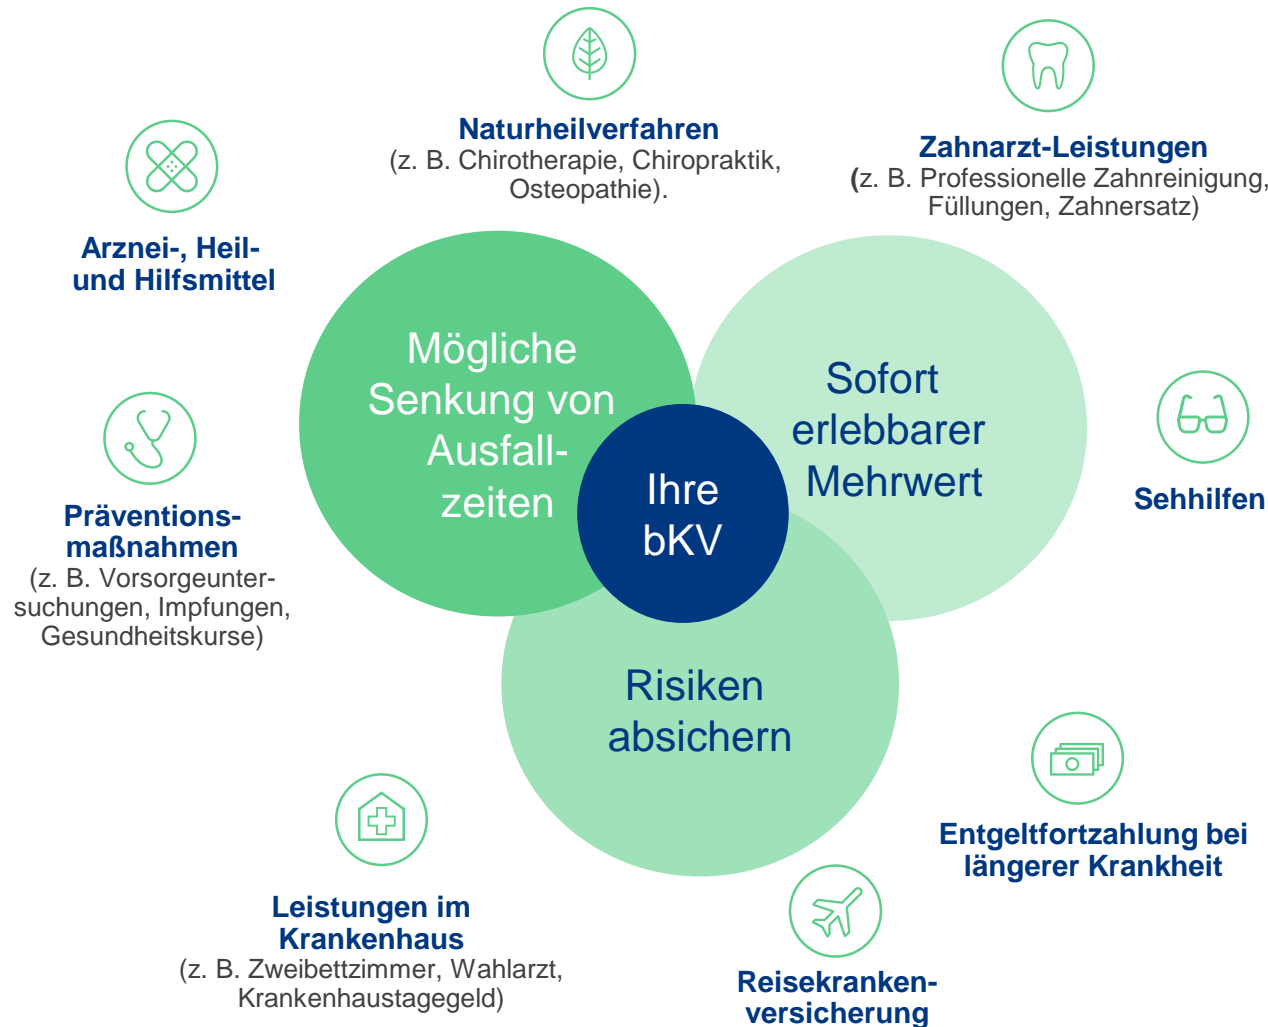 Naturheilverfahren
(z. B. Chirotherapie, Chiropraktik,
Osteopathie).
Zahnarzt-Leistungen
(z. B. Professionelle Zahnreinigung,
Füllungen, Zahnersatz)
Arznei-, Heil-
und Hilfsmittel
Mögliche
Senkung von
Ausfall-
zeiten
Sofort
erlebbarer
Mehrwert
Ihre
bKV
Sehhilfen
Präventions-
maßnahmen
(z. B. Vorsorgeunter-
suchungen, Impfungen,
Gesundheitskurse)
Risiken
absichern
Entgeltfortzahlung bei
längerer Krankheit
Leistungen im
Krankenhaus
(z. B. Zweibettzimmer, Wahlarzt,
Krankenhaustagegeld)
Reisekranken-
versicherung